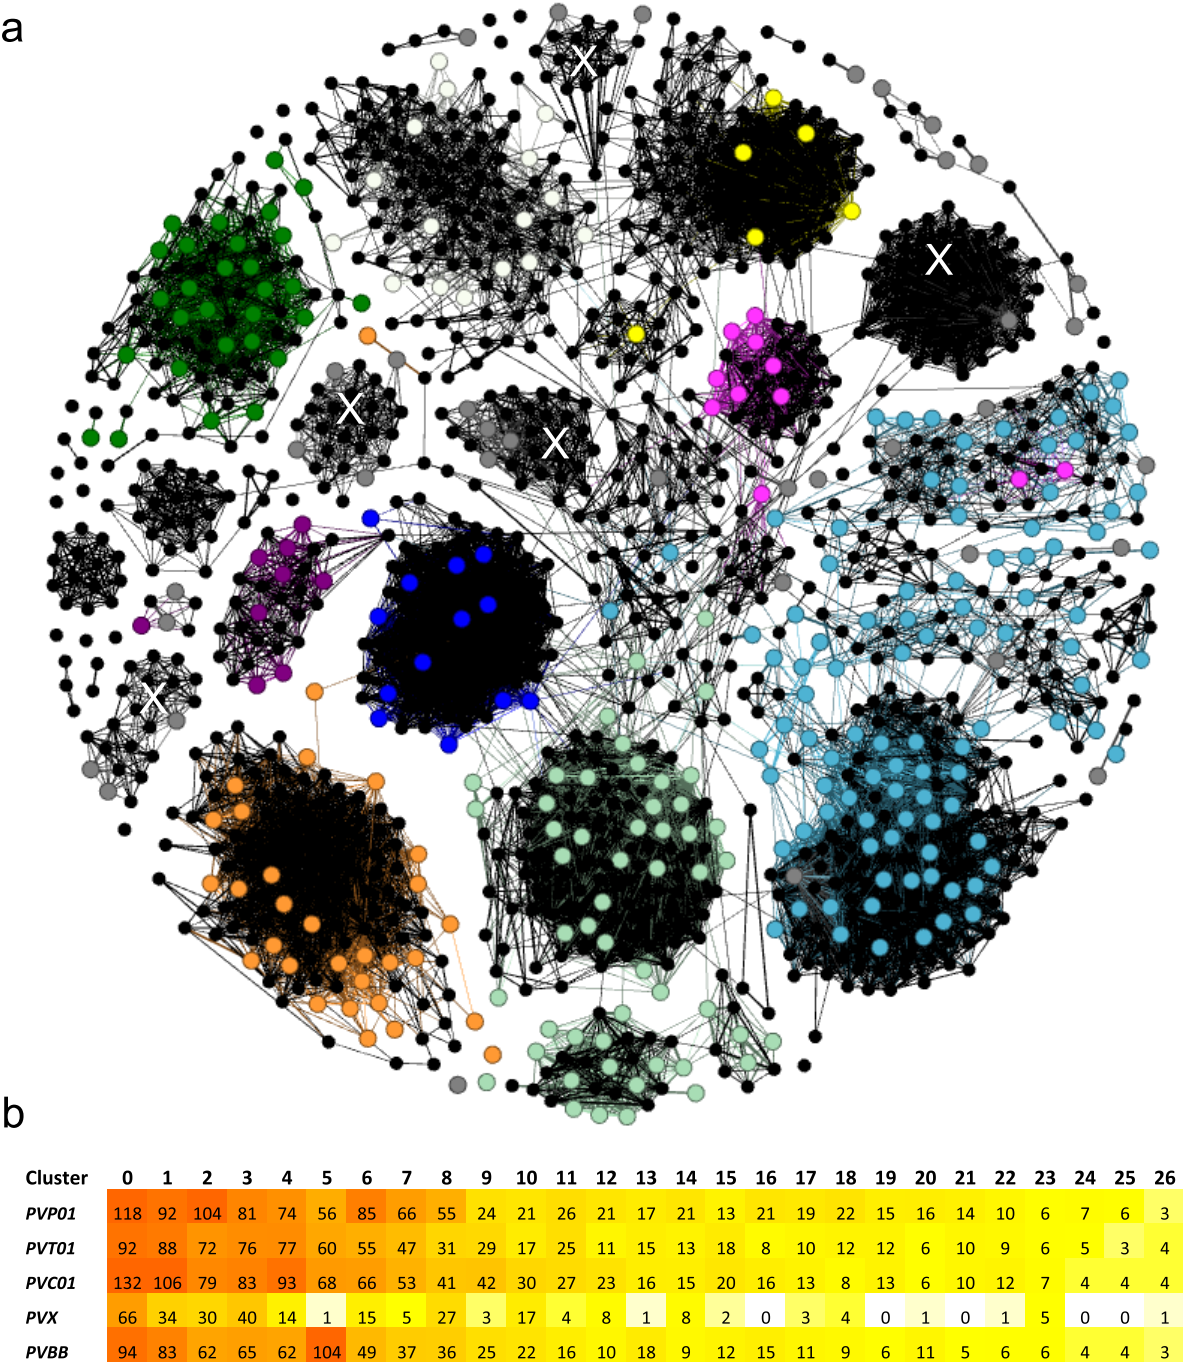 a
X
X
X
X
X
b
Cluster 0 1 2 3 4 5 6 7 8 9 10 11 12 13 14 15 16 17 18 19 20 21 22 23 24 25 26
PVP01 118 92 104 81 74 56 85 66 55 24 21 26 21 17 21 13 21 19 22 15 16 14 10 6 7 6 3
PVT01 92 88 72 76 77 60 55 47 31 29 17 25 11 15 13 18 8 10 12 12 6 10 9 6 5 3 4
PVC01 132 106 79 83 93 68 66 53 41 42 30 27 23 16 15 20 16 13 8 13 6 10 12 7 4 4 4
PVX 66 34 30 40 14 1 15 5 27 3 17 4 8 1 8 2 0 3 4 0 1 0 1 5 0 0 1
PVBB 94 83 62 65 62 104 49 37 36 25 22 16 10 18 9 12 15 11 9 6 11 5 6 6 4 4 3